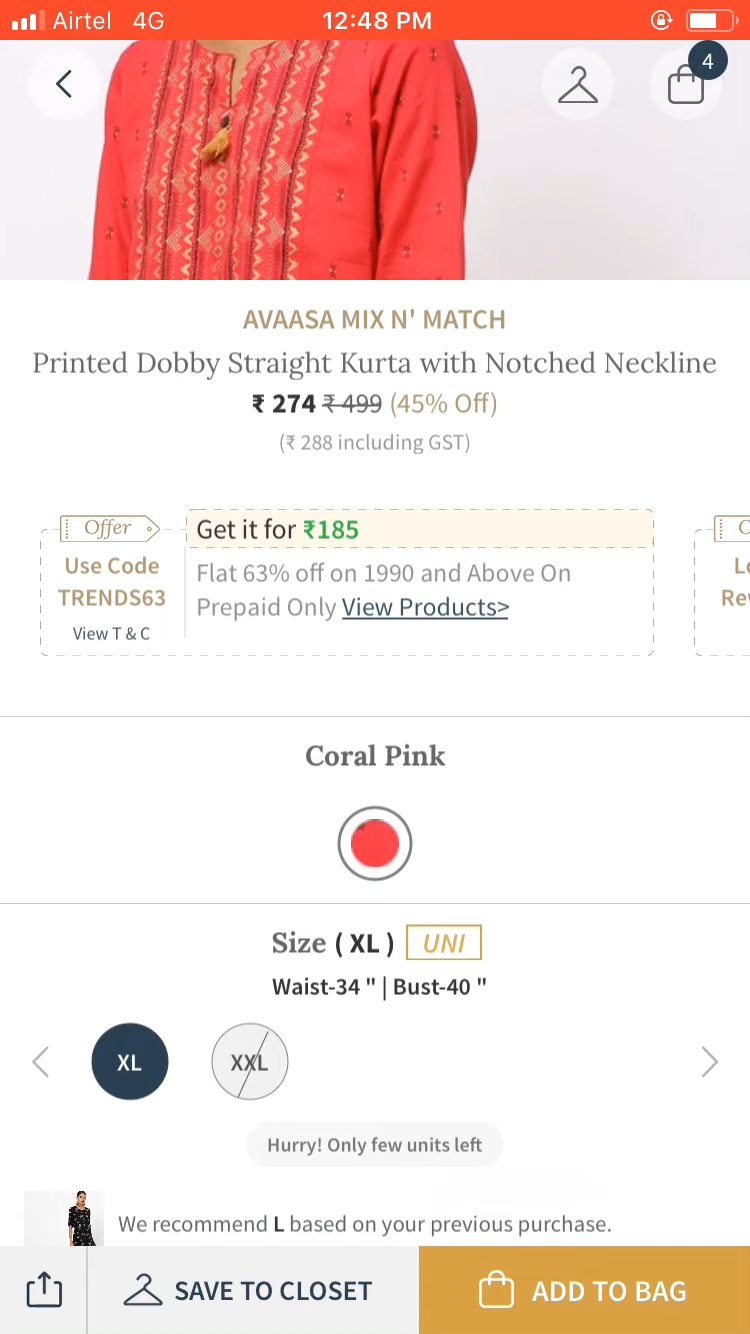 Airtel 4G 12:48 PM
4
AVAASA MIX N' MATCH
Printed Dobby Straight Kurta with Notched Neckline
₹ 274 ₹ 499 (45% Off)
(₹ 288 including GST)
Offer
Use Code
TRENDS63
View T & C
Get it for ₹185
Flat 63% off on 1990 and Above On
Prepaid Only View Products>
Coral Pink
Size ( XL ) UNI
Waist-34 " | Bust-40 "
XL XXL
Hurry! Only few units left
We recommend L based on your previous purchase.
SAVE TO CLOSET ADD TO BAG